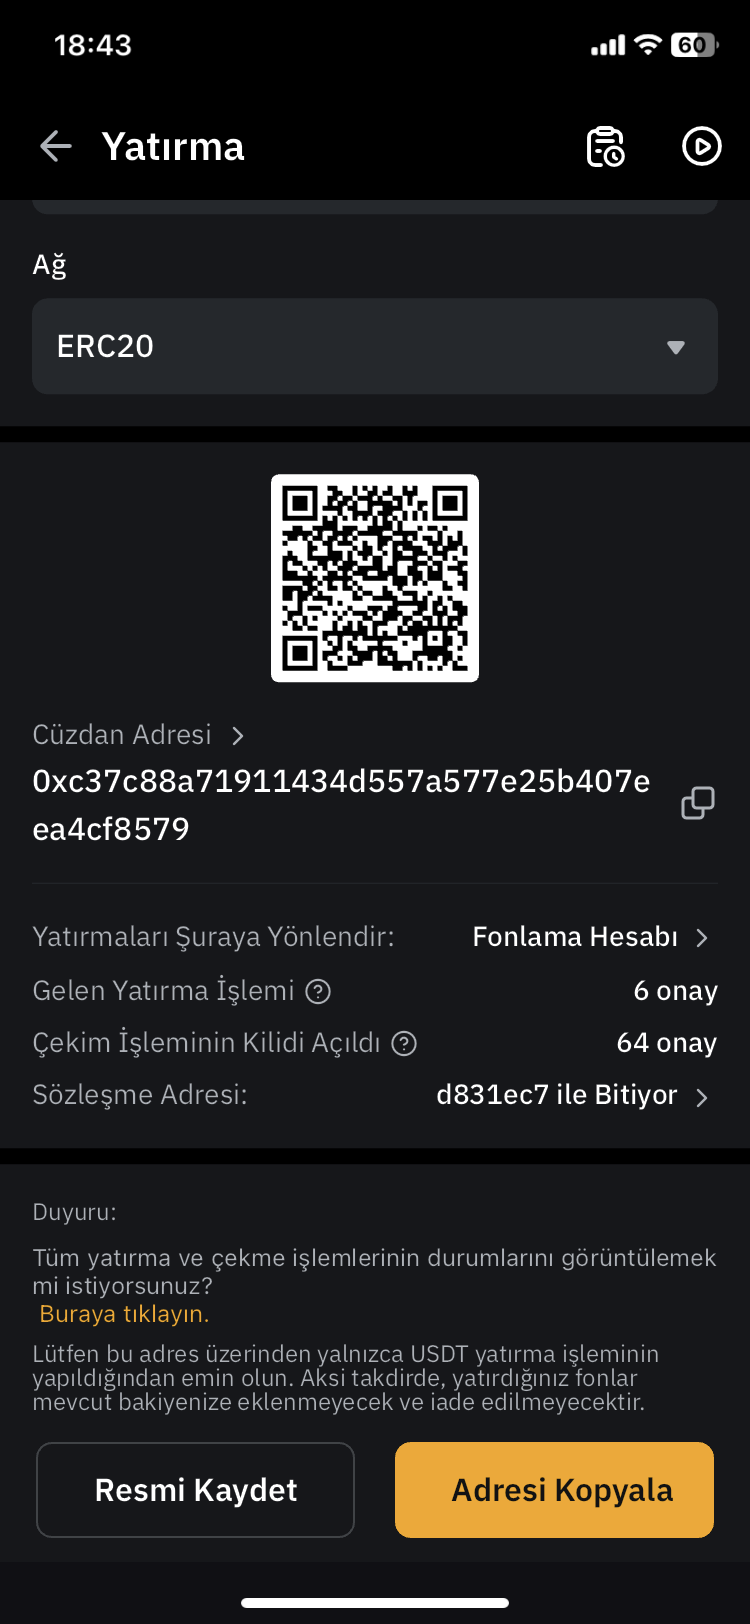 18:43
60
Yatırma
Ağ
ERC20
Cüzdan Adresi
0xc37c88a71911434d557a577e25b407e
ea4cf8579
Yatırmaları Şuraya Yönlendir: Fonlama Hesabı
Gelen Yatırma İşlemi 6 onay
Çekim İşleminin Kilidi Açıldı 64 onay
Sözleşme Adresi: d831ec7 ile Bitiyor
Duyuru:
Tüm yatırma ve çekme işlemlerinin durumlarını görüntülemek
mi istiyorsunuz?
Buraya tıklayın.
Lütfen bu adres üzerinden yalnızca USDT yatırma işleminin
yapıldığından emin olun. Aksi takdirde, yatırdığınız fonlar
mevcut bakiyenize eklenmeyecek ve iade edilmeyecektir.
Resmi Kaydet Adresi Kopyala